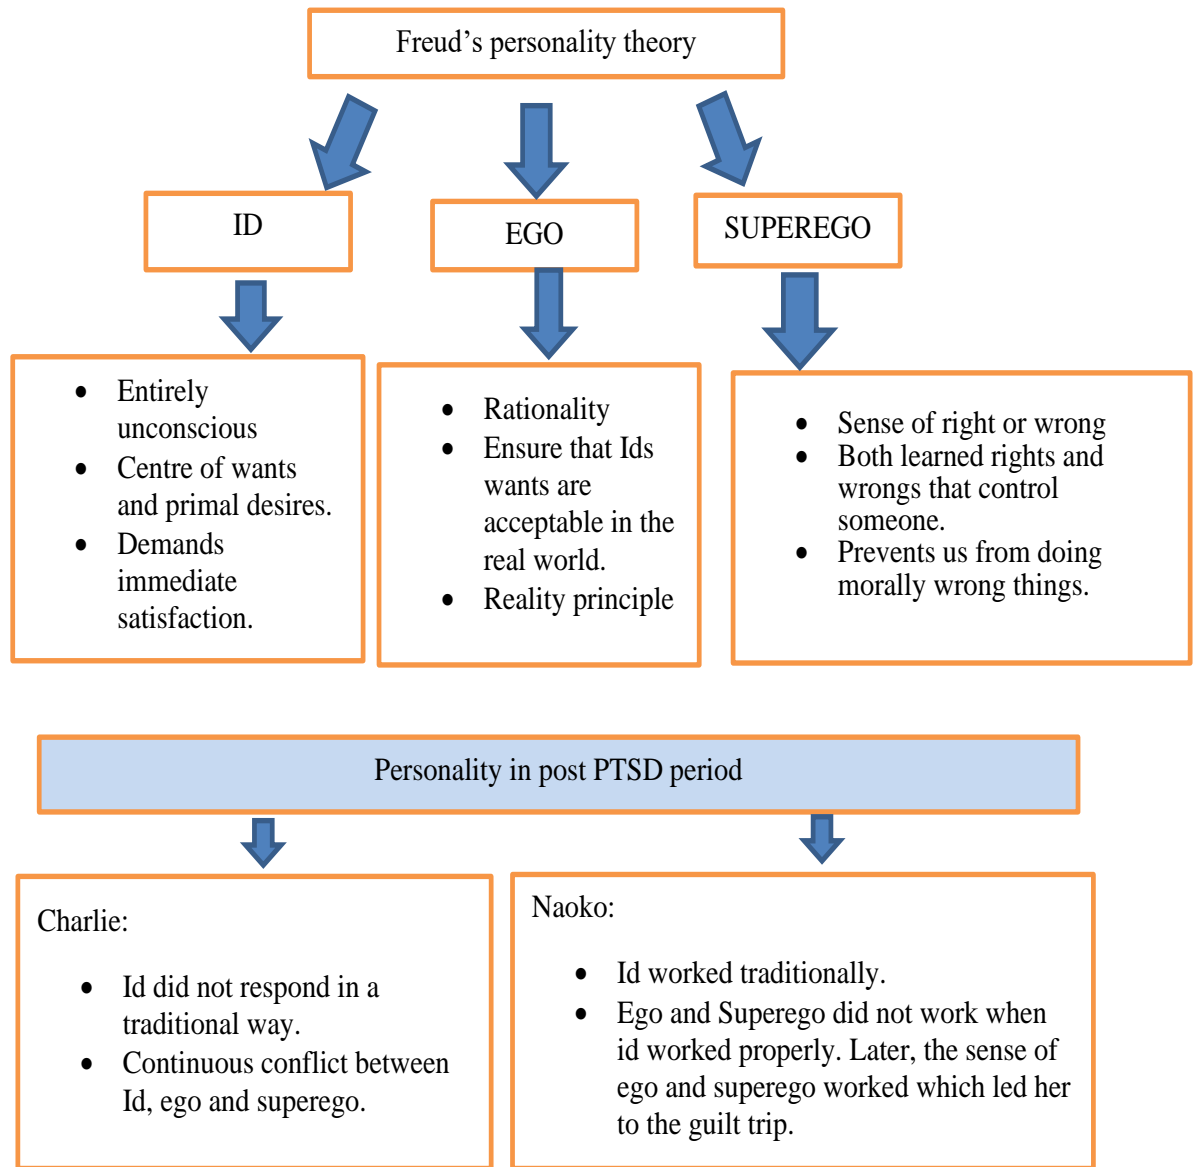 Freud’s personality theory
ID
EGO
SUPEREGO
• Entirely
unconscious
• Centre of wants
and primal desires.
• Demands
immediate
satisfaction.
• Rationality
• Ensure that Ids
wants are
acceptable in the
real world.
• Reality principle
• Sense of right or wrong
• Both learned rights and
wrongs that control
someone.
• Prevents us from doing
morally wrong things.
Personality in post PTSD period
Charlie:
• Id did not respond in a
traditional way.
• Continuous conflict between
Id, ego and superego.
Naoko:
• Id worked traditionally.
• Ego and Superego did not work when
id worked properly. Later, the sense of
ego and superego worked which led her
to the guilt trip.